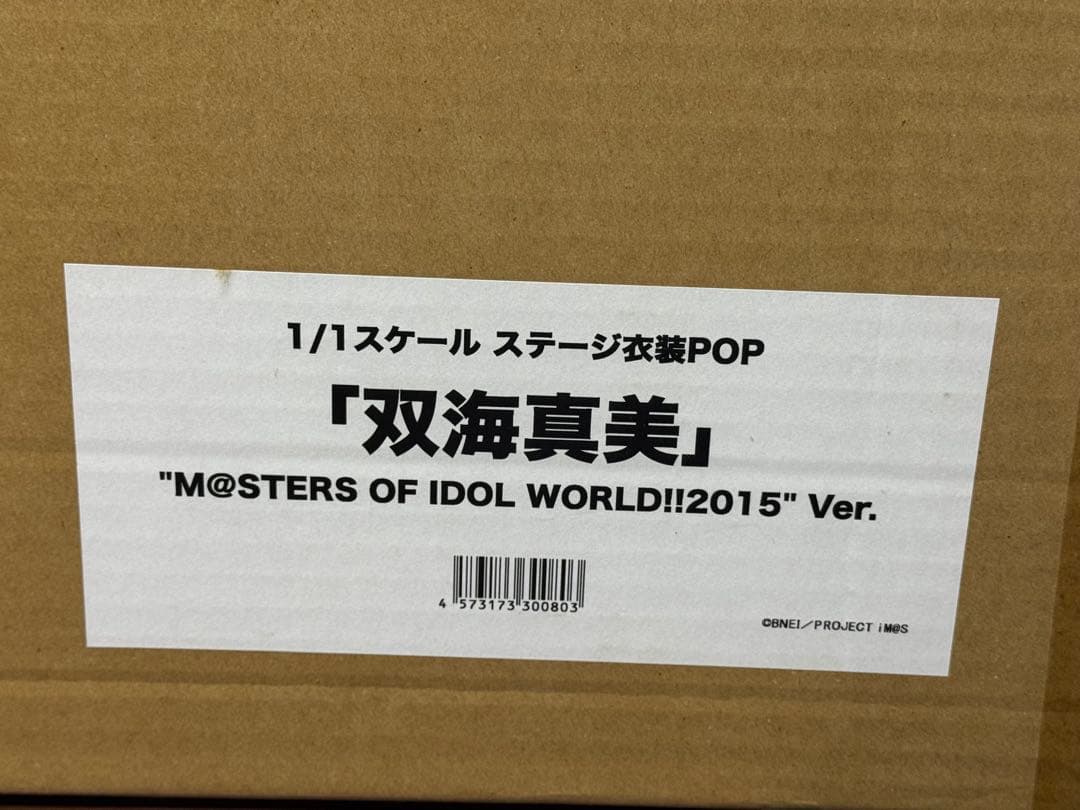 1/1スケール ステージ衣装POP
「双海真美」
"M@STERS OF IDOL WORLD!!2015" Ver.
4 573173 300803
©BNEI／PROJECT iM@S